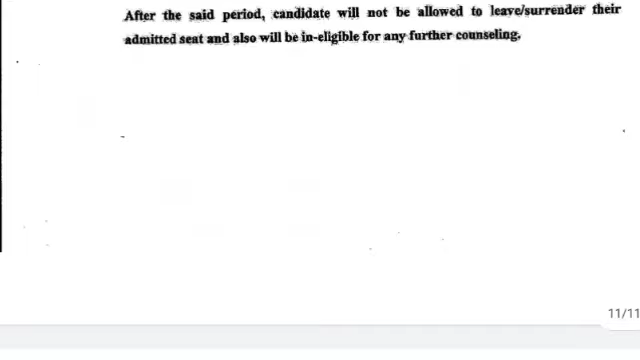 After the said period, candidate will not be allowed to leave/surrender their
admitted seat and also will be in-eligible for any further counseling.
11/11